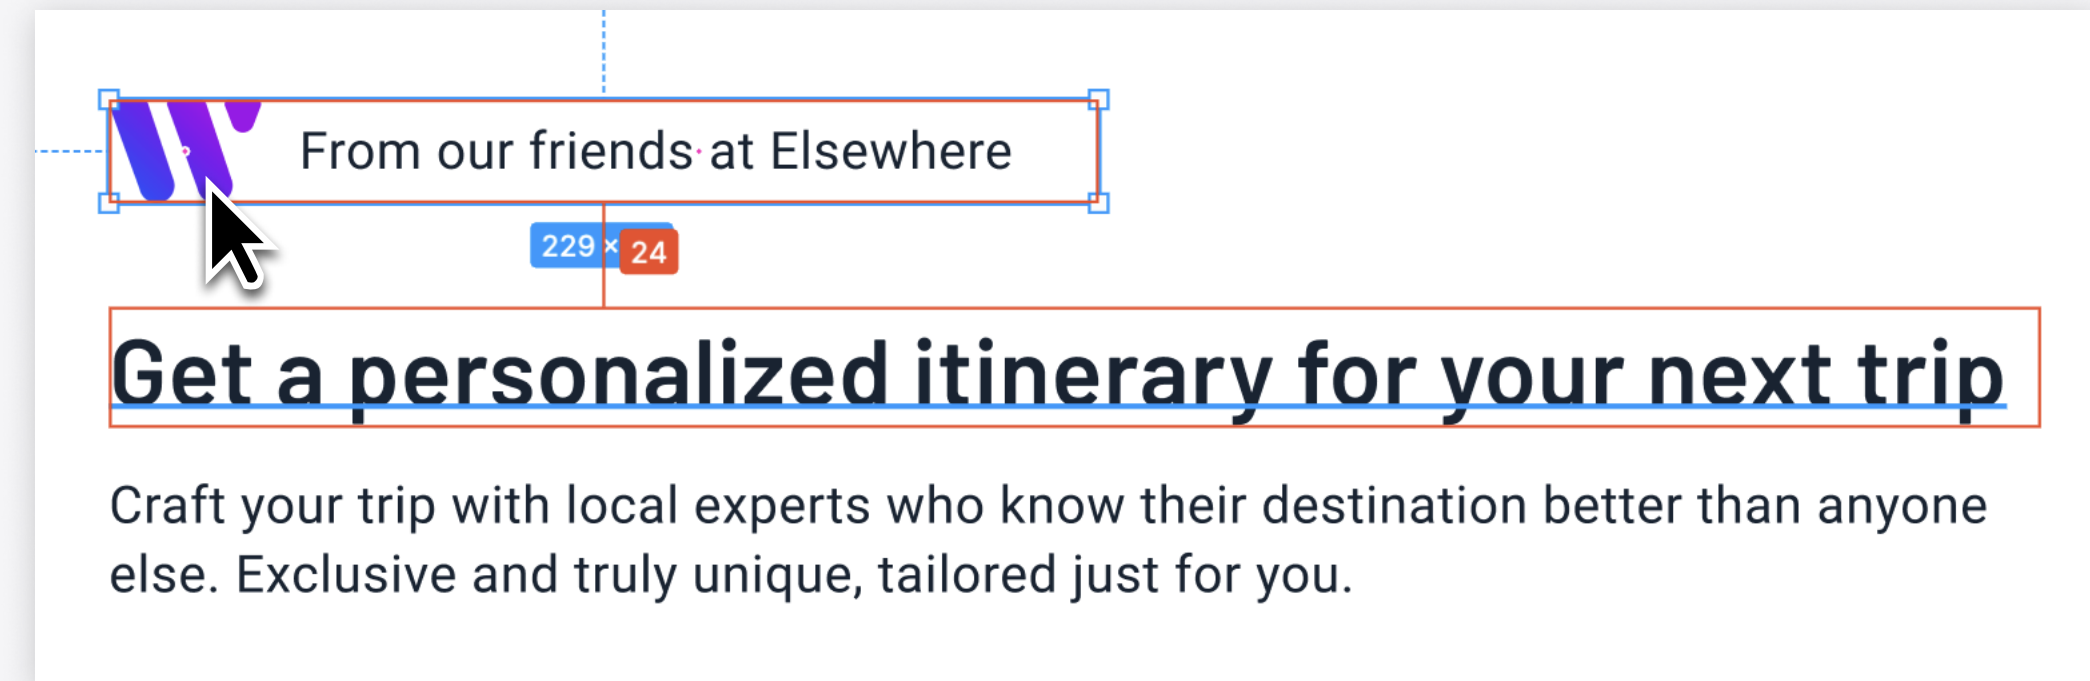 From our friends at Elsewhere
229 ×
24
Get a personalized itinerary for your next trip
Craft your trip with local experts who know their destination better than anyone
else. Exclusive and truly unique, tailored just for you.